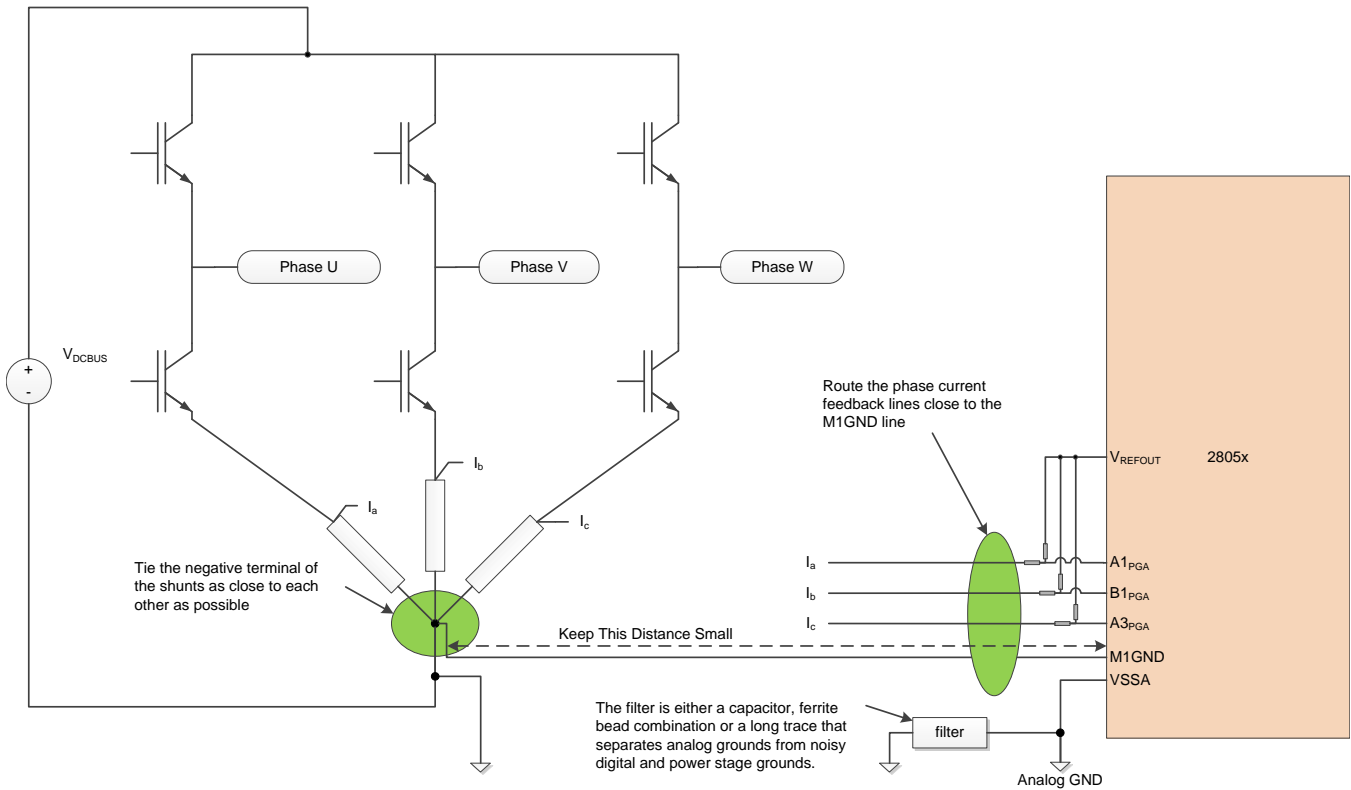 Phase U
Phase V
Phase W
VDCBUS
+
-
Route the phase current
feedback lines close to the
M1GND line
Ib
Ia
Ic
VREFOUT
2805x
Tie the negative terminal of
the shunts as close to each
other as possible
Ia
A1PGA
Ib
B1PGA
Ic
A3PGA
Keep This Distance Small
M1GND
VSSA
The filter is either a capacitor, ferrite
bead combination or a long trace that
separates analog grounds from noisy
digital and power stage grounds.
filter
Analog GND